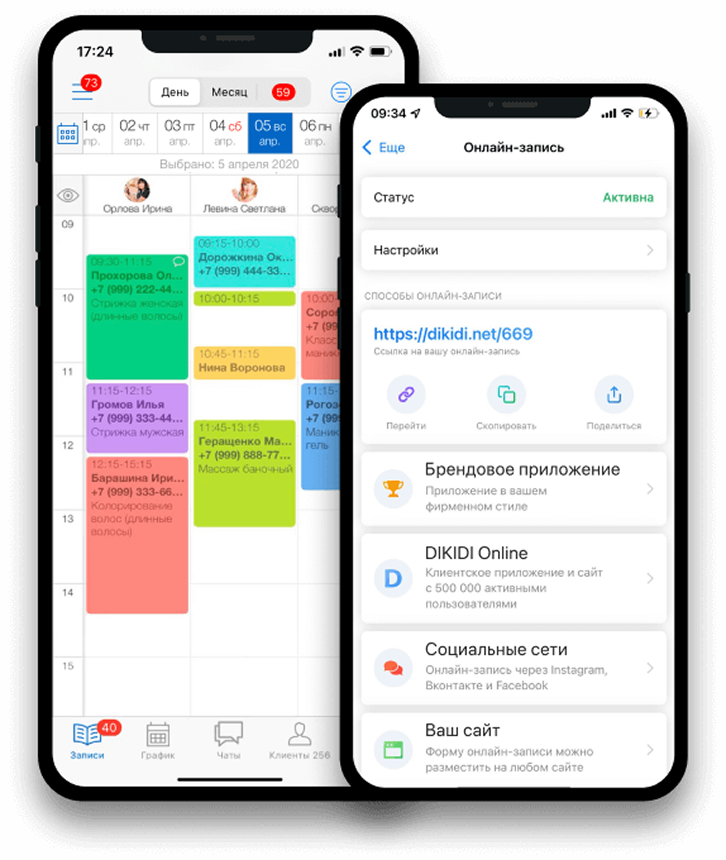 17:24
73
День
Месяц
59
1 ср
апр.
02 чт
апр.
03 пт
апр.
04 сб
апр.
05 вс
апр.
06 пн
апр.
Выбрано: 5 апреля 2020
Орлова Ирина
Левина Светлана
Сквор
09
10
11
12
13
14
15
09:30-11:15
Прохорова Ол...
+7 (999) 222-44...
Стрижка женская
(длинные волосы)
11:15-12:15
Громов Илья
+7 (999) 333-44...
Стрижка мужская
12:15-15:15
Барашина Ири...
+7 (999) 333-66...
Колорирование
волос (длинные
волосы)
09:15-10:00
Дорожкина Ок...
+7 (999) 444-33...
10:00-10:15
10:45-11:15
Нина Воронова
11:45-13:15
Геращенко Ма...
+7 (999) 888-77...
Массаж баночный
10:00
Соро
+7 (99
Класс
мани
11:15
Рогоз
+7 (99
Мани
гель
40
Записи
График
Чаты
Клиенты 256
09:34
Еще
Онлайн-запись
Статус
Активна
Настройки
СПОСОБЫ ОНЛАЙН-ЗАПИСИ
https://dikidi.net/669
Ссылка на вашу онлайн-запись
Перейти
Скопировать
Поделиться
Брендовое приложение
Приложение в вашем
фирменном стиле
D
DIKIDI Online
Клиентское приложение и сайт
с 500 000 активными
пользователями
Социальные сети
Онлайн-запись через Instagram,
Вконтакте и Facebook
Ваш сайт
Форму онлайн-записи можно
разместить на любом сайте